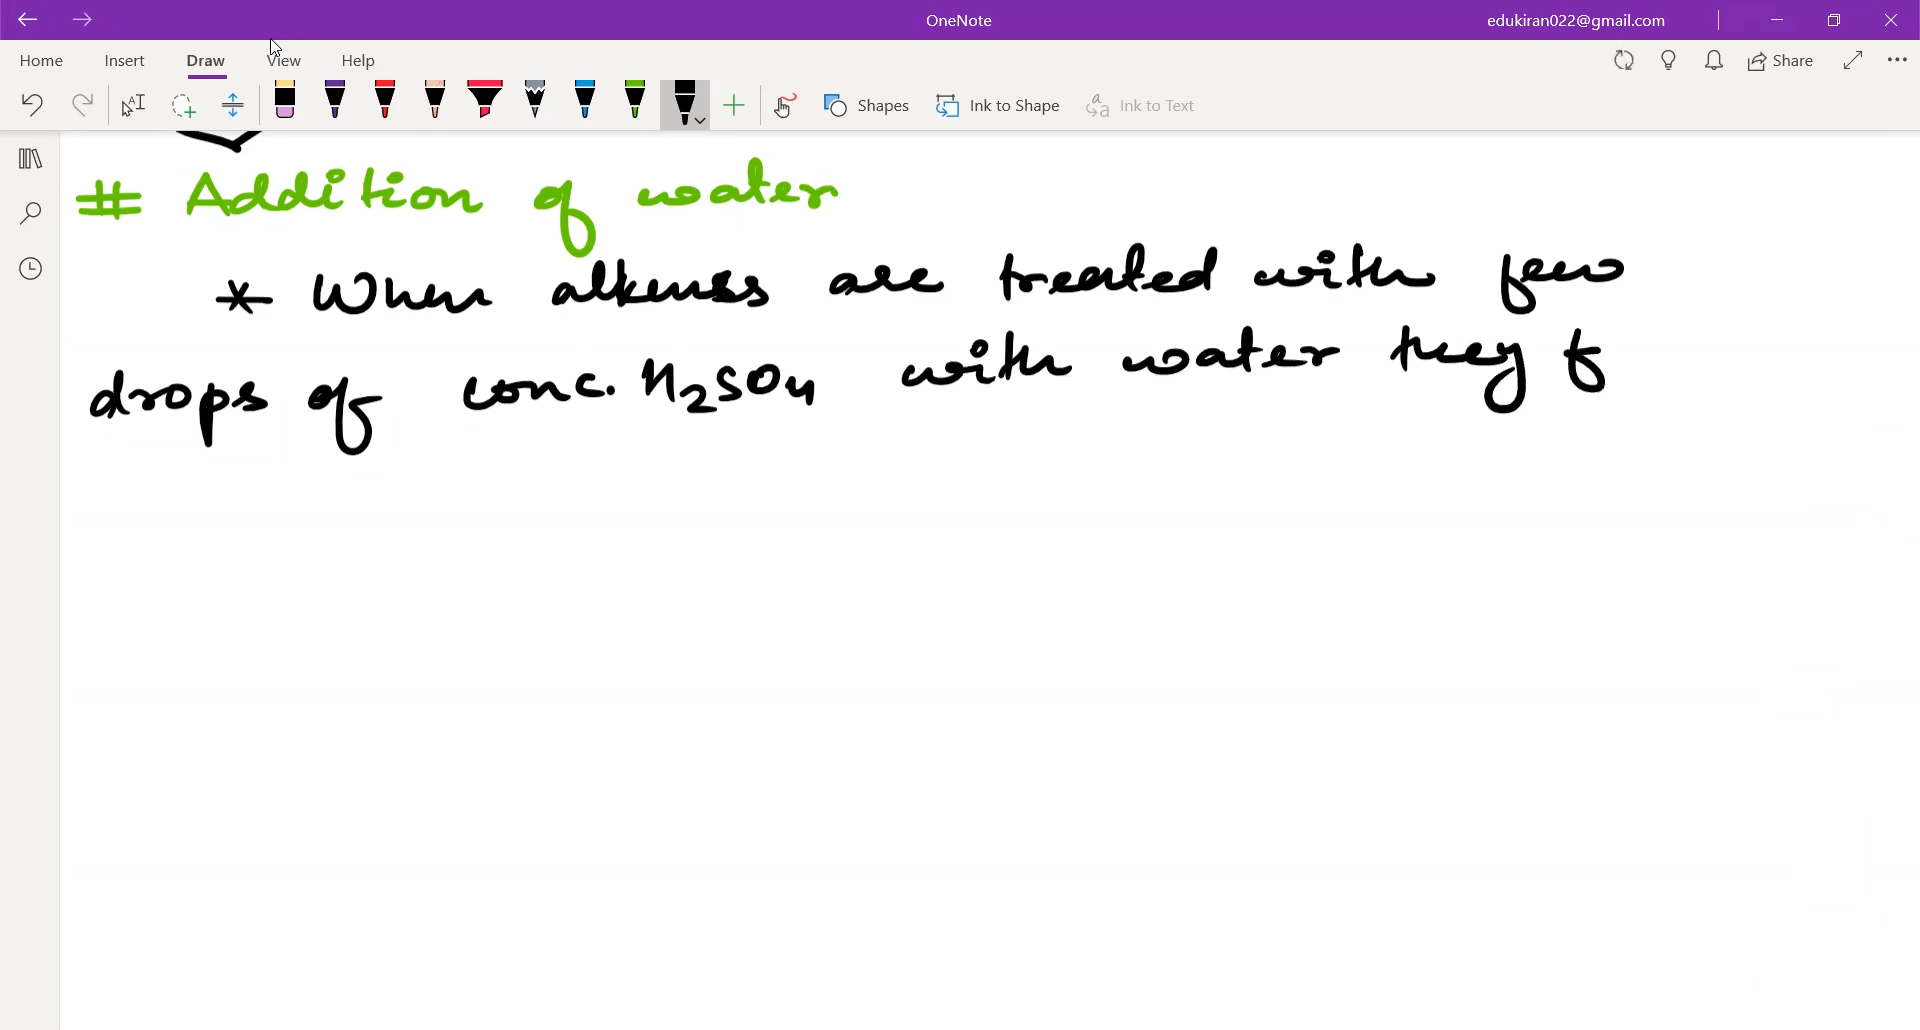 OneNote
edukiran022@gmail.com
Home Insert Draw View Help
Share
Shapes Ink to Shape Ink to Text
# Addition of water
* When alkenes are treated with few
drops of conc. H2SO4 with water they f